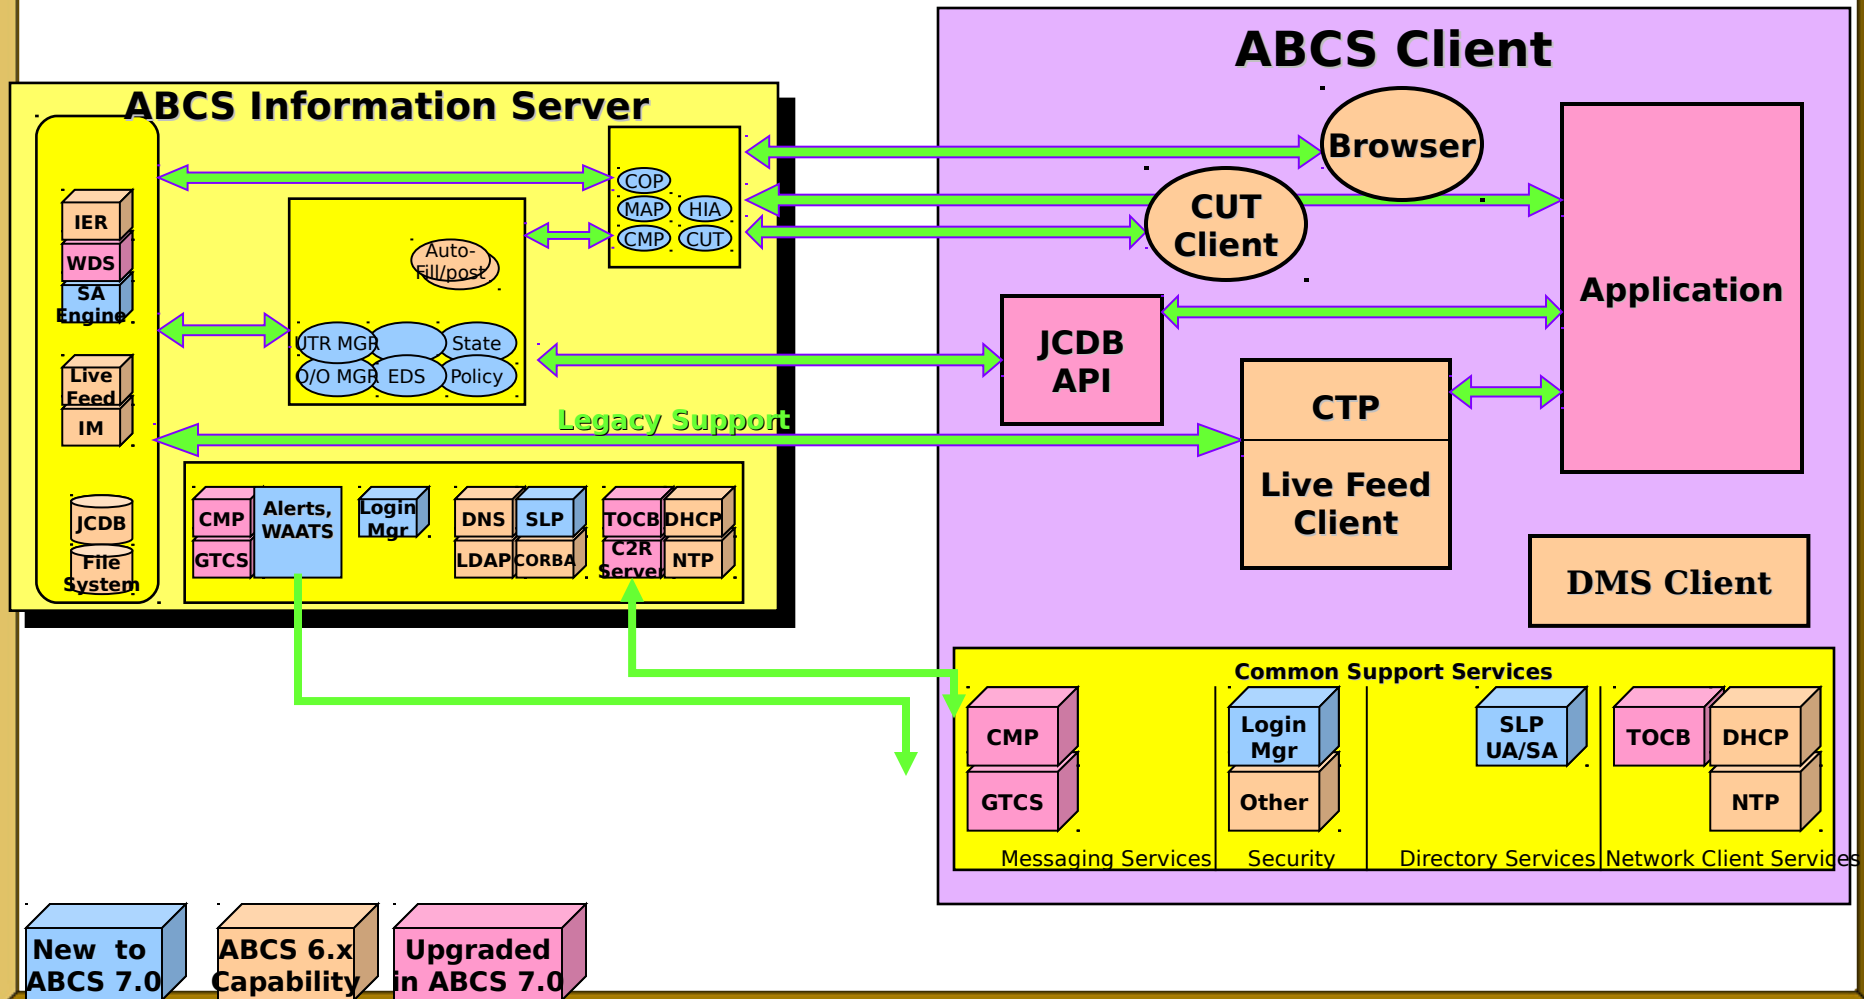 ABCS Information Server
IER
WDS
SA
Engine
Live
Feed
IM
JCDB
File
System
Auto-
Fill/post
UTR MGR
State
O/O MGR
EDS
Policy
COP
MAP
HIA
CMP
CUT
Legacy Support
CMP
GTCS
Alerts,
WAATS
Login
Mgr
DNS
SLP
LDAP
CORBA
TOCB
DHCP
C2R
Server
NTP
ABCS Client
Browser
CUT
Client
Application
JCDB
API
CTP
Live Feed
Client
DMS Client
Common Support Services
CMP
GTCS
Messaging Services
Login
Mgr
Other
Security
SLP
UA/SA
Directory Services
TOCB
DHCP
NTP
Network Client Services
New to
ABCS 7.0
ABCS 6.x
Capability
Upgraded
in ABCS 7.0